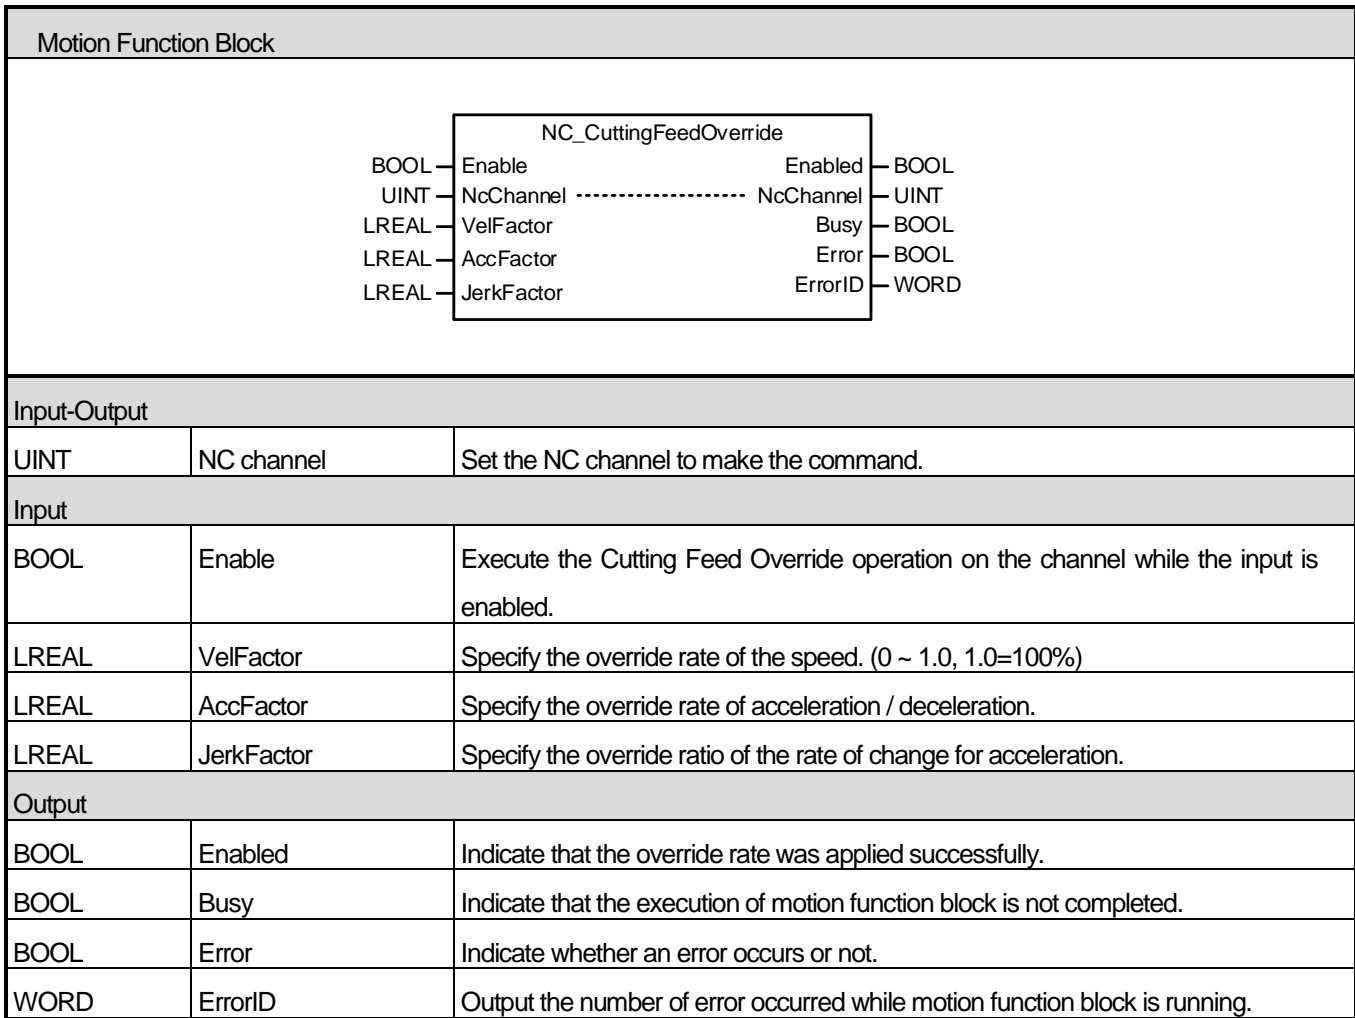 Motion Function Block
NC_CuttingFeedOverride
BOOL Enable Enabled BOOL
UINT NcChannel NcChannel UINT
LREAL VelFactor Busy BOOL
LREAL AccFactor Error BOOL
LREAL JerkFactor ErrorID WORD
Input-Output
UINT NC channel Set the NC channel to make the command.
Input
BOOL Enable Execute the Cutting Feed Override operation on the channel while the input is
enabled.
LREAL VelFactor Specify the override rate of the speed. (0 ~ 1.0, 1.0=100%)
LREAL AccFactor Specify the override rate of acceleration / deceleration.
LREAL JerkFactor Specify the override ratio of the rate of change for acceleration.
Output
BOOL Enabled Indicate that the override rate was applied successfully.
BOOL Busy Indicate that the execution of motion function block is not completed.
BOOL Error Indicate whether an error occurs or not.
WORD ErrorID Output the number of error occurred while motion function block is running.